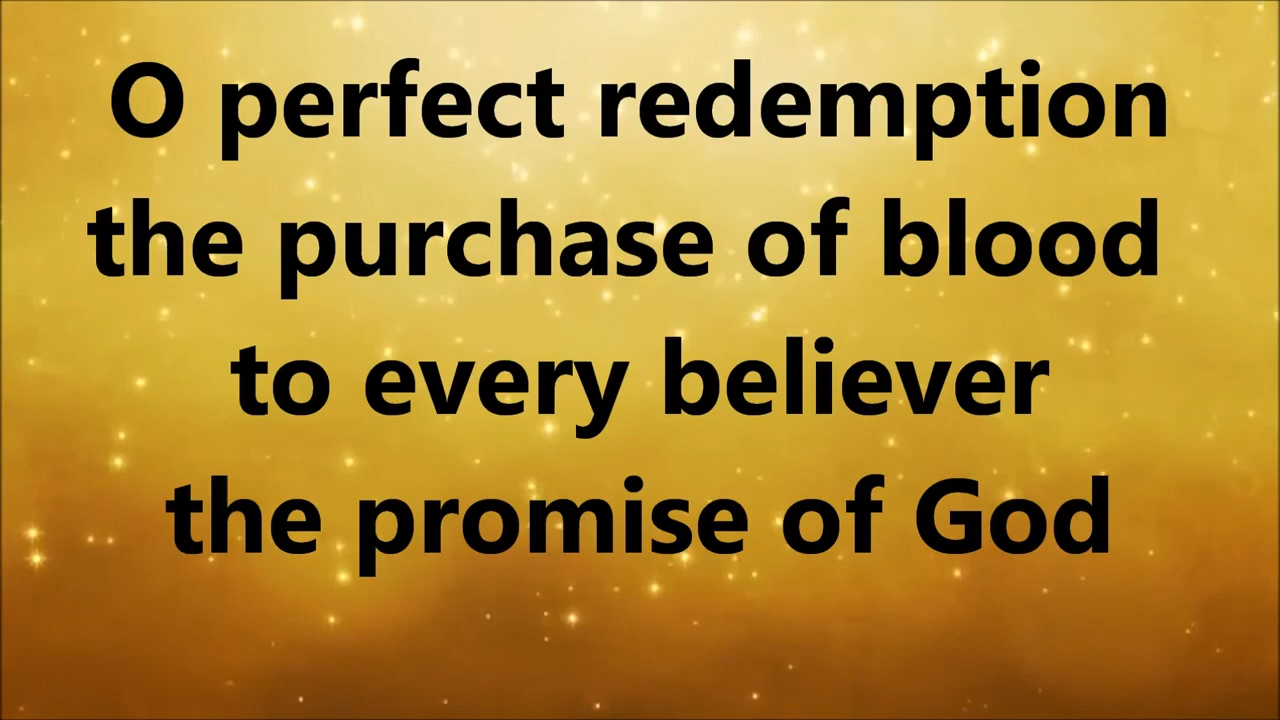 O perfect redemption
the purchase of blood
to every believer
the promise of God